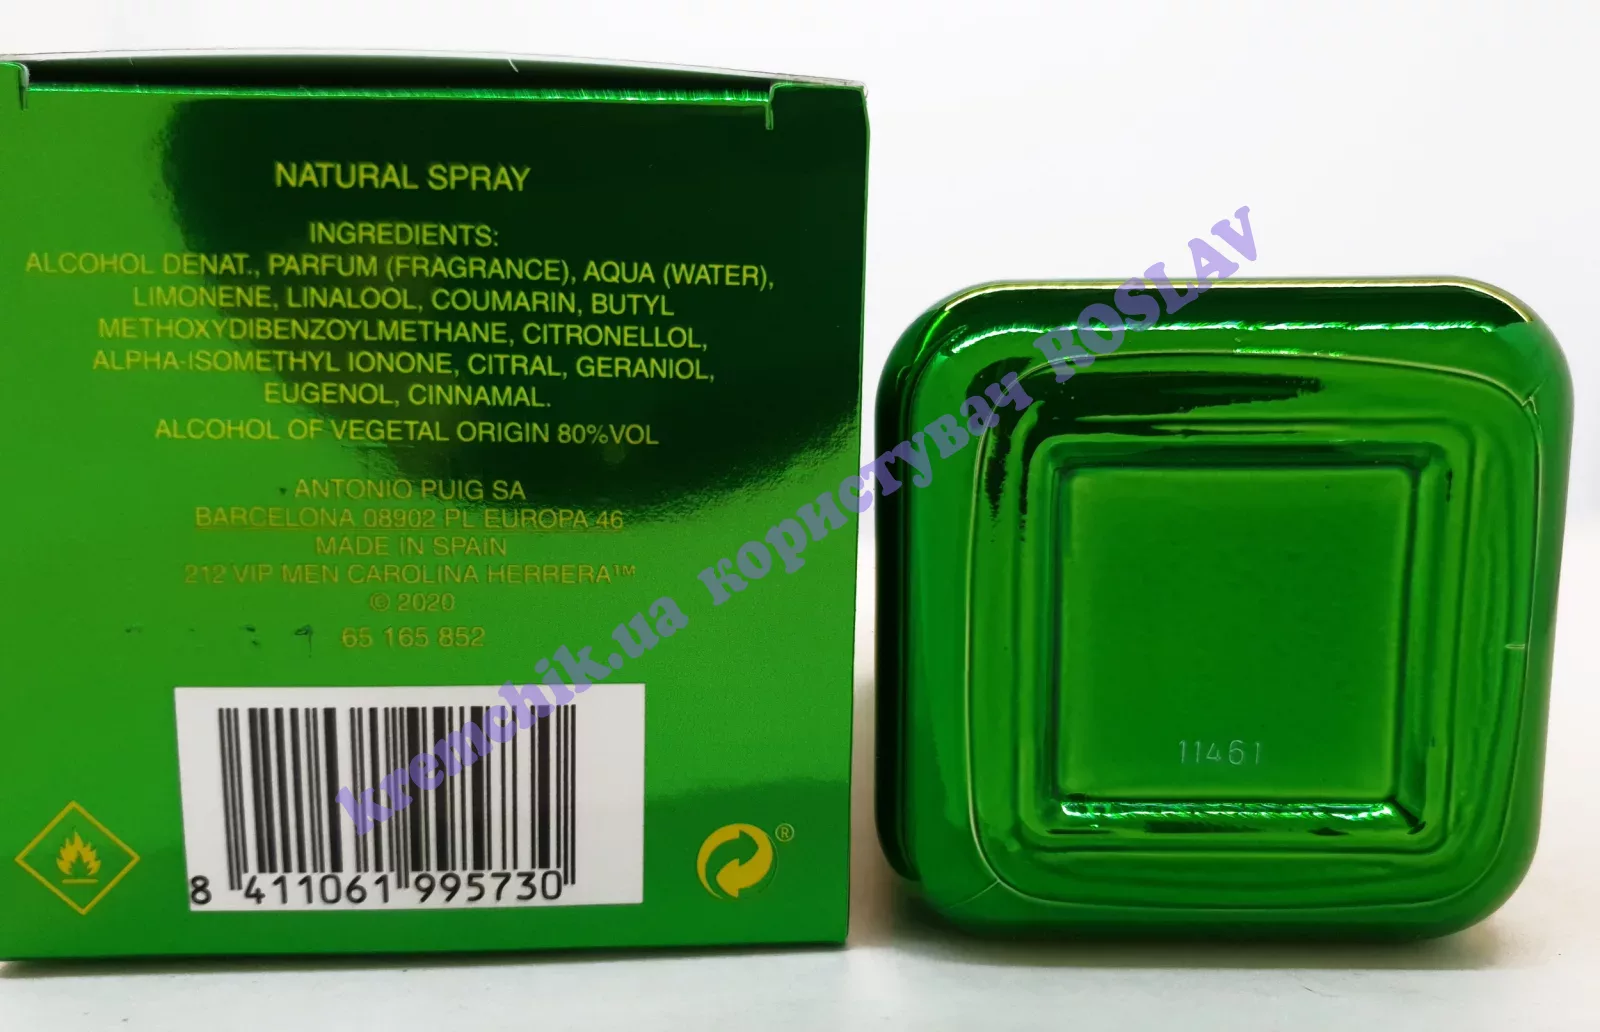 NATURAL SPRAY
INGREDIENTS:
ALCOHOL DENAT., PARFUM (FRAGRANCE), AQUA (WATER),
LIMONENE, LINALOOL, COUMARIN, BUTYL
METHOXYDIBENZOYLMETHANE, CITRONELLOL,
ALPHA-ISOMETHYL IONONE, CITRAL, GERANIOL,
EUGENOL, CINNAMAL.
ALCOHOL OF VEGETAL ORIGIN 80%VOL
ANTONIO PUIG SA
BARCELONA 08902 PL EUROPA 46
MADE IN SPAIN
212 VIP MEN CAROLINA HERRERA™
© 2020
65 165 852
8 411061 995730
®
11461
kremchik.ua користувач ROSLAV